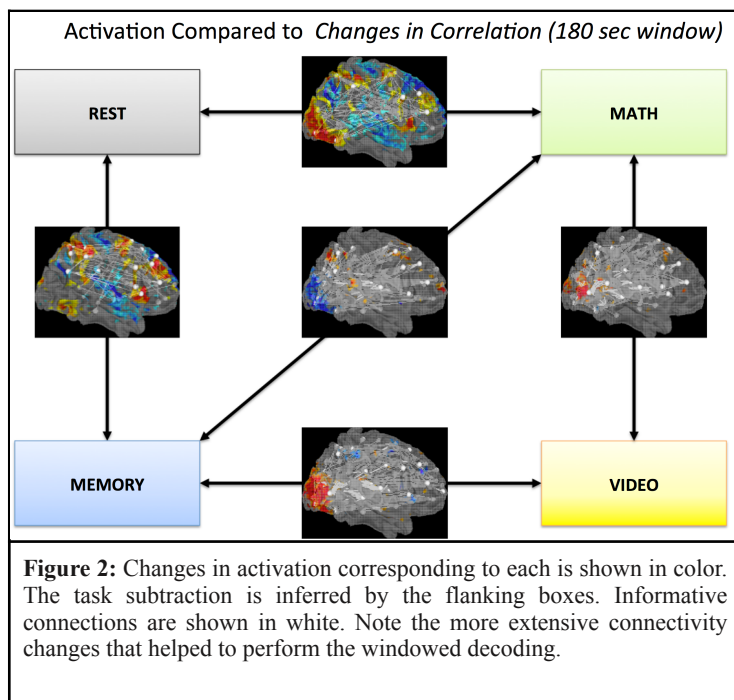 Activation Compared to Changes in Correlation (180 sec window)
REST
MATH
MEMORY
VIDEO
Figure 2: Changes in activation corresponding to each is shown in color.
The task subtraction is inferred by the flanking boxes. Informative
connections are shown in white. Note the more extensive connectivity
changes that helped to perform the windowed decoding.